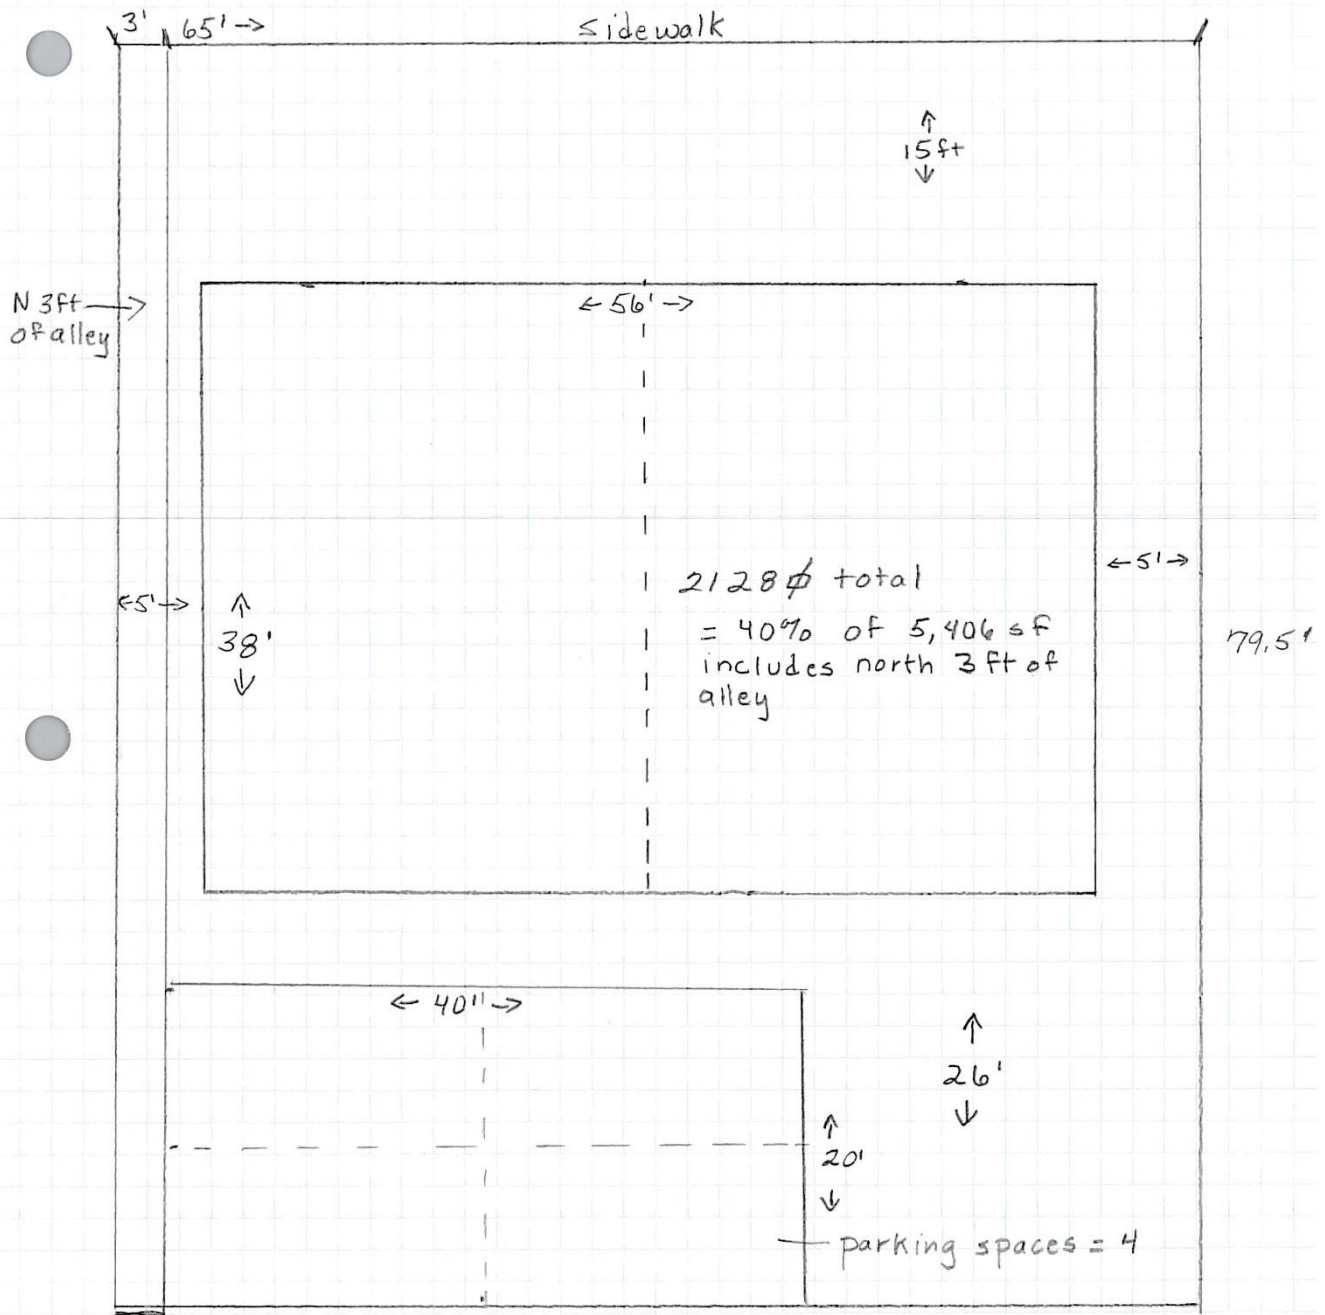 3' 65' → sidewalk
↑
15ft
↓
N 3ft →
of alley
← 56' →
2128⌀ total
= 40% of 5,406 sf
includes north 3 ft of
alley
← 5' →
← 5' →
↑
38'
↓
79.5'
← 40" →
↑
26'
↓
↑
20'
↓
parking spaces = 4